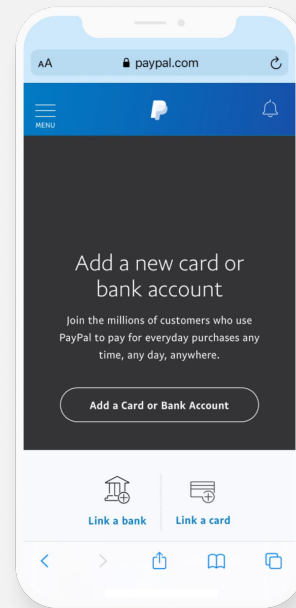 AA
paypal.com
MENU
Add a new card or
bank account
Join the millions of customers who use
PayPal to pay for everyday purchases any
time, any day, anywhere.
Add a Card or Bank Account
Link a bank
Link a card